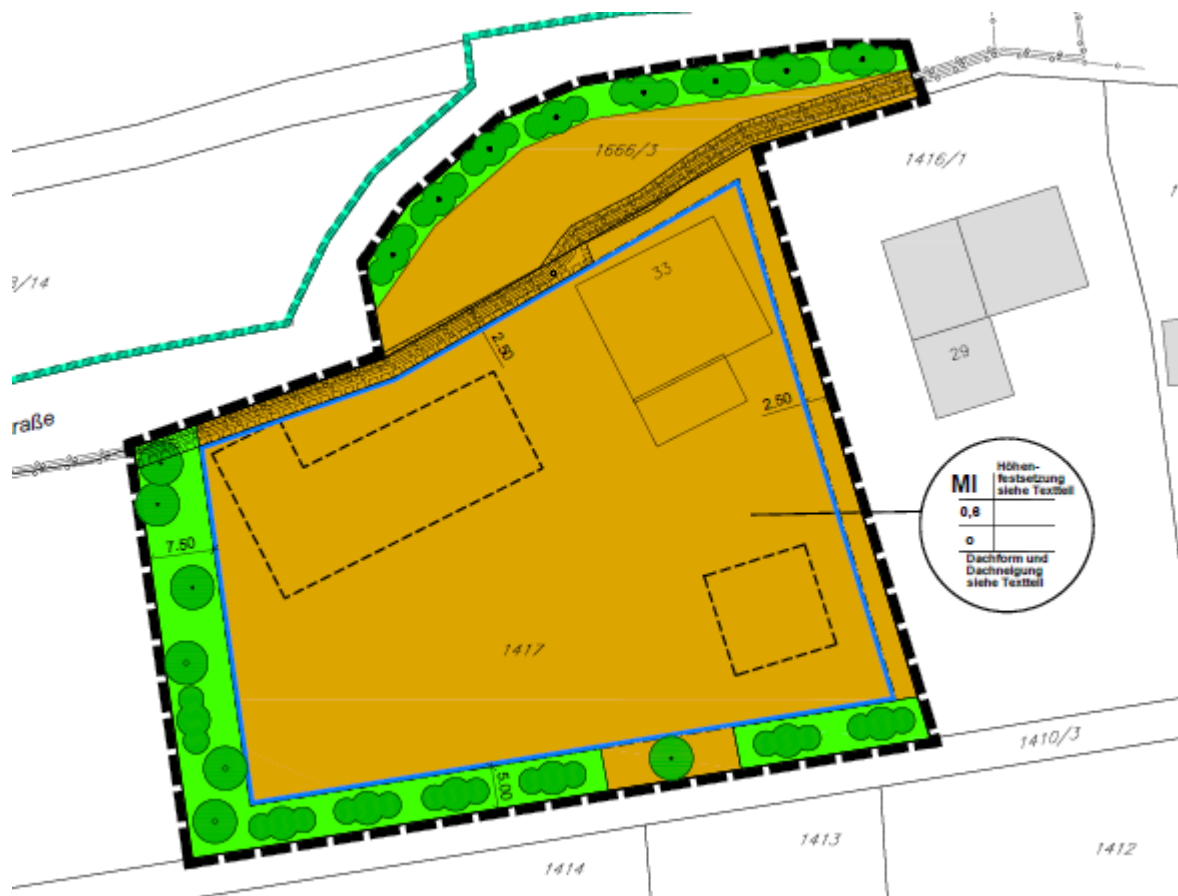 1666/3
1416/1
3/14
33
29
2.50
2.50
raße
MI
Höhen-
festsetzung
siehe Textteil
0,6
o
Dachform und
Dachneigung
siehe Textteil
7.50
1417
5.00
1410/3
1414
1413
1412